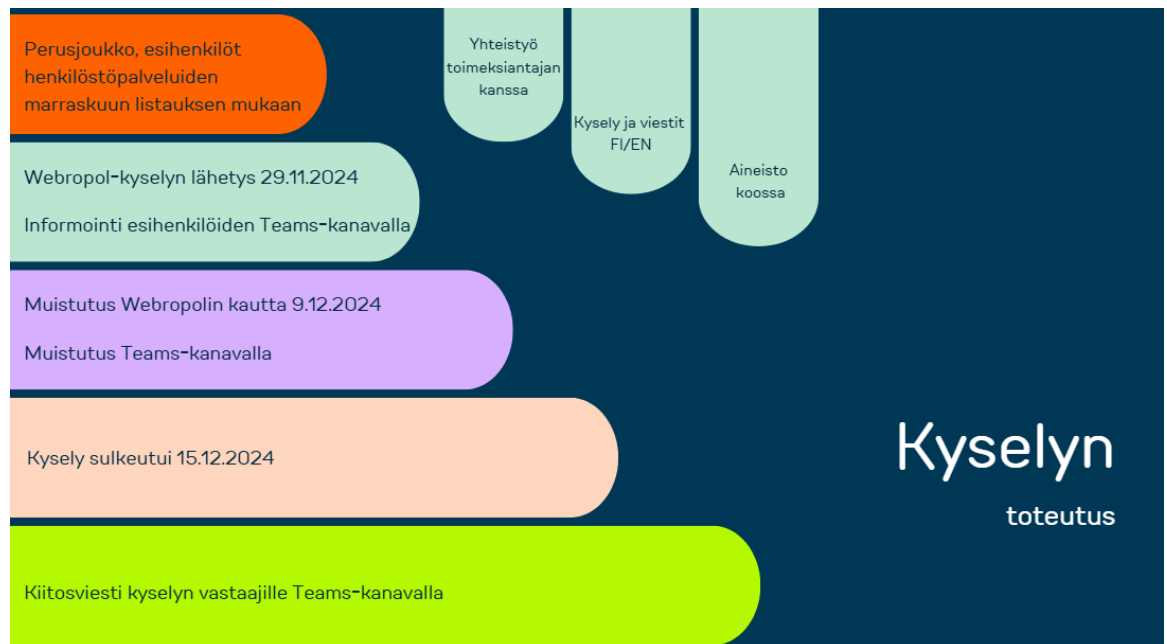 Perusjoukko, esihenkilöt
henkilöstöpalveluiden
marraskuun listauksen mukaan
Webropol-kyselyn lähetys 29.11.2024
Informointi esihenkilöiden Teams-kanavalla
Muistutus Webropolin kautta 9.12.2024
Muistutus Teams-kanavalla
Kysely sulkeutui 15.12.2024
Kiitosviesti kyselyn vastaajille Teams-kanavalla
Yhteistyö
toimeksiantajan
kanssa
Kysely ja viestit
FI/EN
Aineisto
koossa
Kyselyn
toteutus